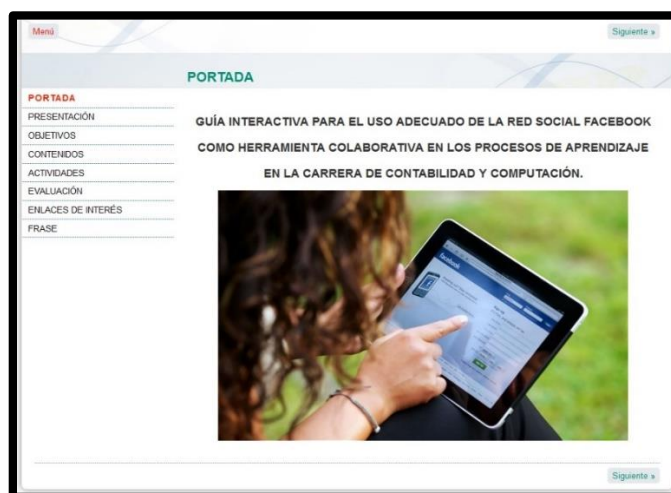 Menú
Siguiente »
PORTADA
PORTADA
PRESENTACIÓN
OBJETIVOS
CONTENIDOS
ACTIVIDADES
EVALUACIÓN
ENLACES DE INTERÉS
FRASE
GUÍA INTERACTIVA PARA EL USO ADECUADO DE LA RED SOCIAL FACEBOOK
COMO HERRAMIENTA COLABORATIVA EN LOS PROCESOS DE APRENDIZAJE
EN LA CARRERA DE CONTABILIDAD Y COMPUTACIÓN.
facebook
Siguiente »